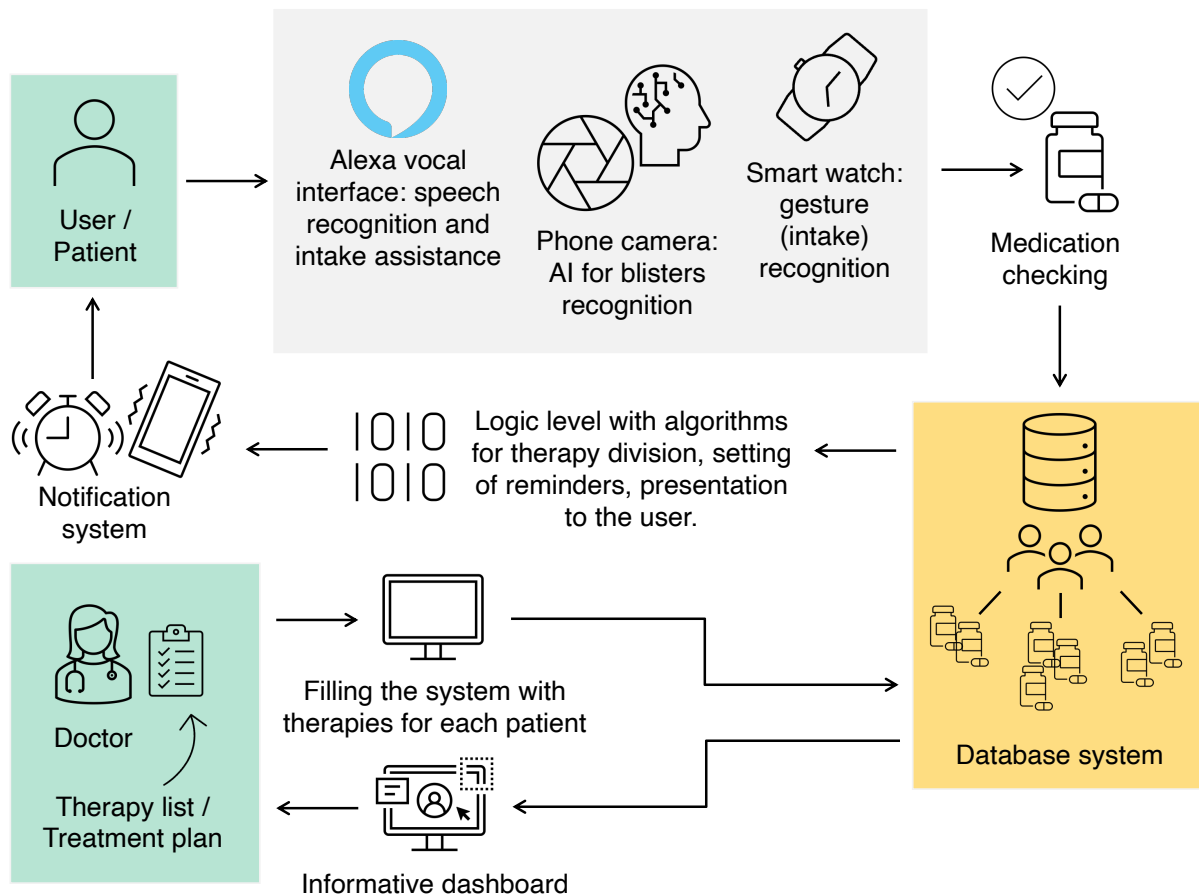 User /
Patient
Alexa vocal
interface: speech
recognition and
intake assistance
Phone camera:
AI for blisters
recognition
Smart watch:
gesture
(intake)
recognition
Medication
checking
Notification
system
Logic level with algorithms
for therapy division, setting
of reminders, presentation
to the user.
Doctor
Therapy list /
Treatment plan
Filling the system with
therapies for each patient
Informative dashboard
Database system